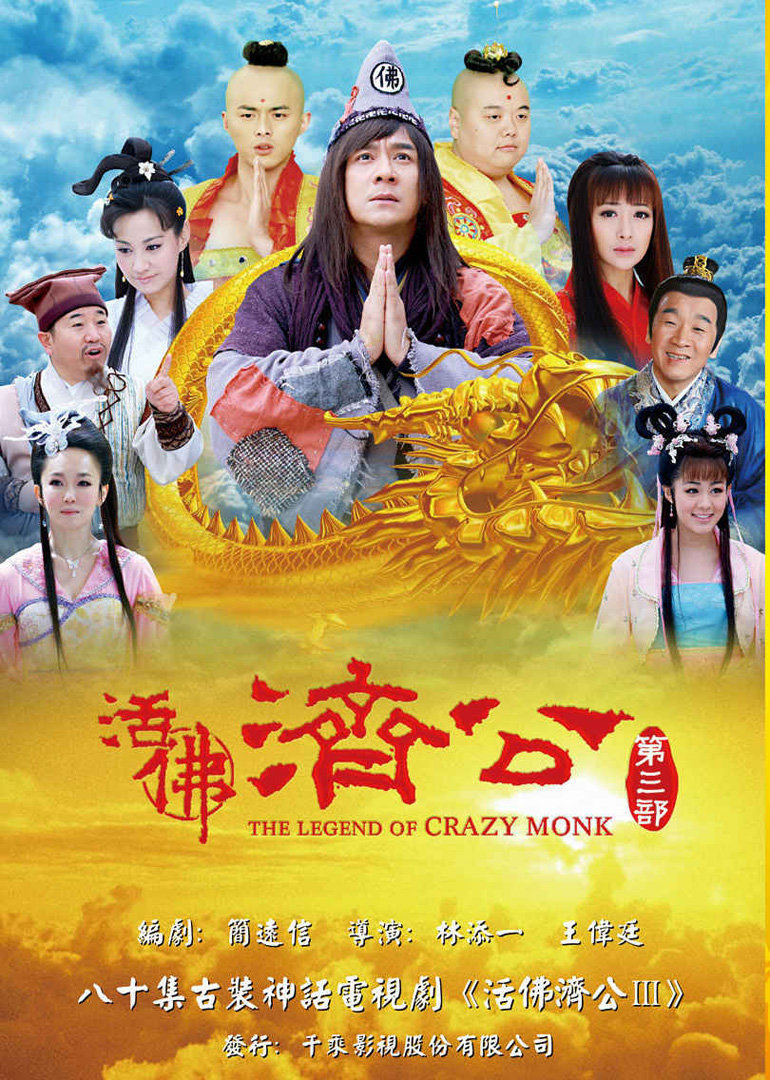 佛
活佛濟公
第三部
THE LEGEND OF CRAZY MONK
編劇: 簡遠信 導演: 林添一 王偉廷
八十集古裝神話電視劇《活佛濟公III》
發行: 千乘影視股份有限公司